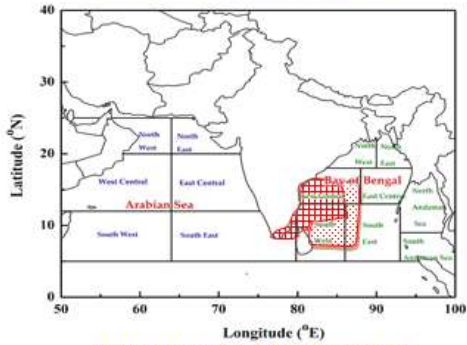 40
30
20
10
0
Latitude (°N)
North West
North East
West Central
East Central
Arabian Sea
South West
South East
North West
North East
Bay of Bengal
East Central
South West
South East
North Andaman Sea
South Andaman Sea
50 60 70 80 90 100
Longitude (°E)